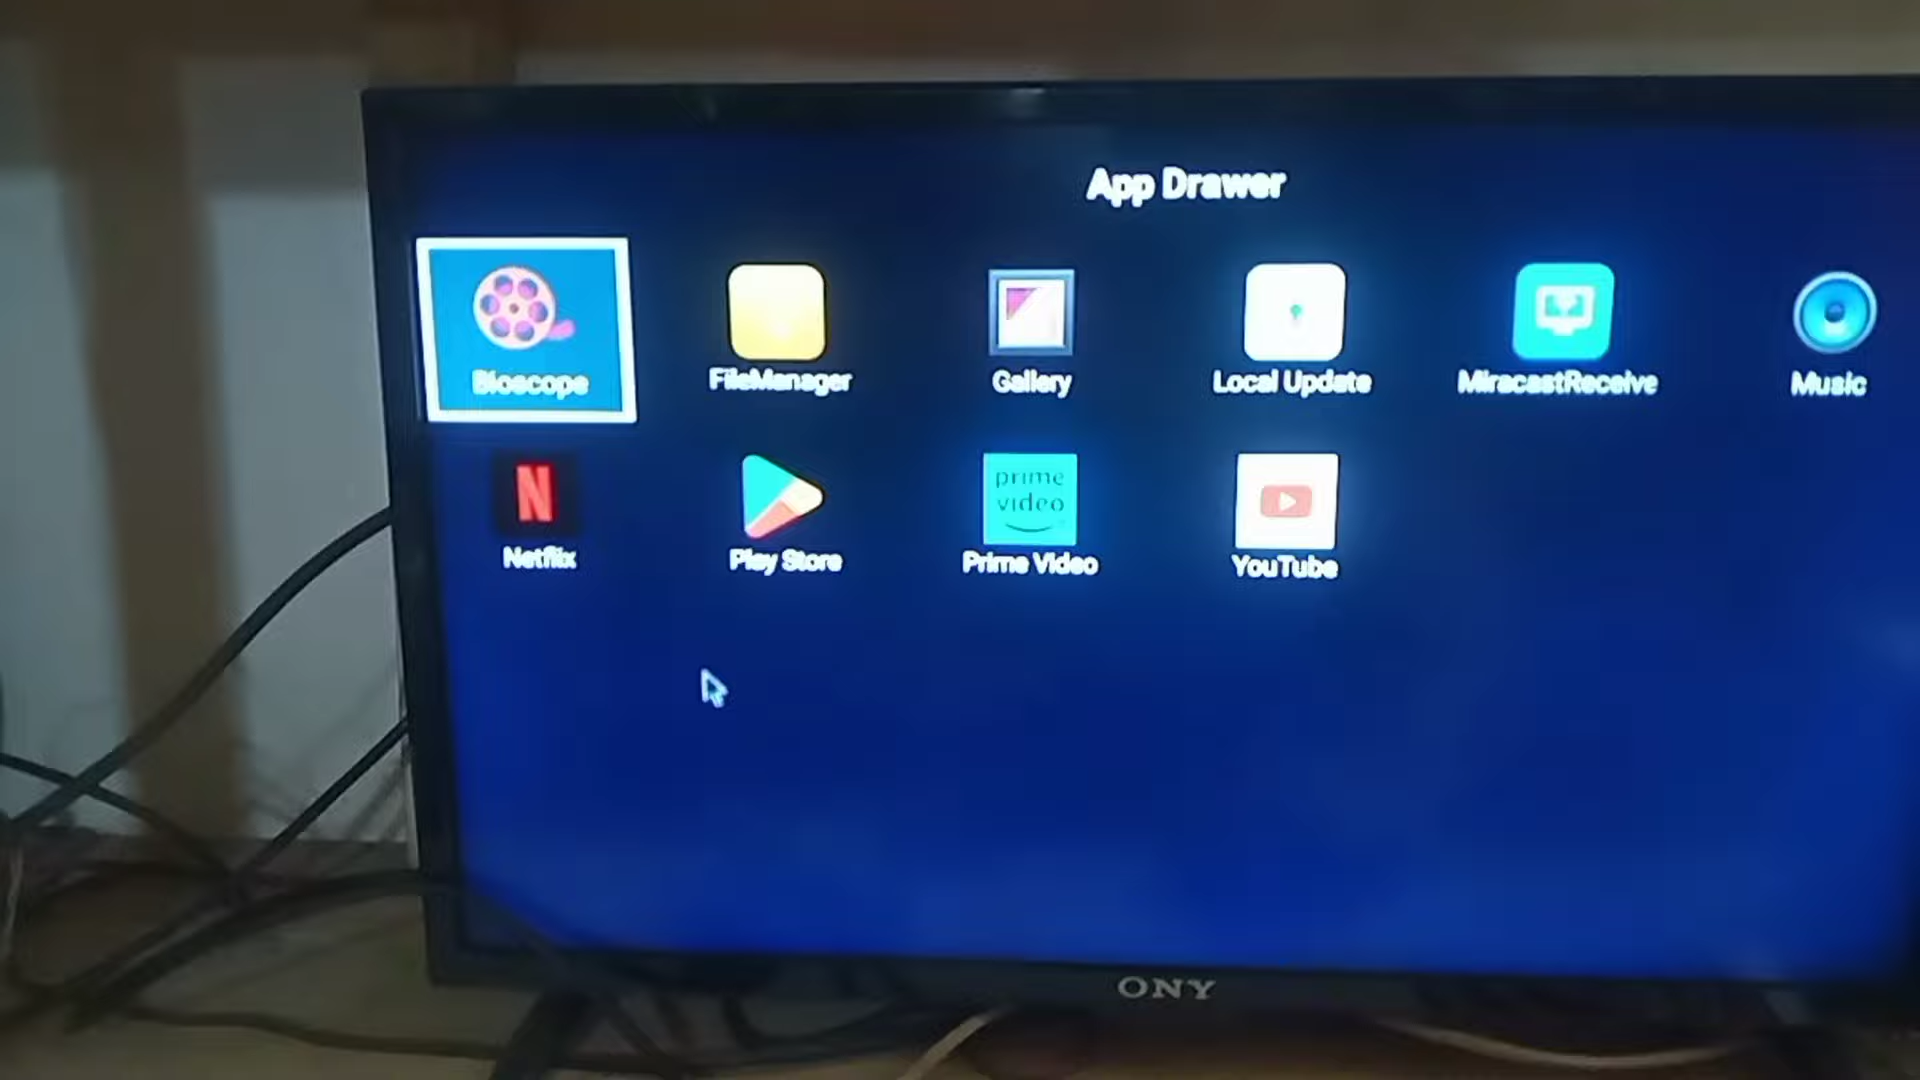 App Drawer
Bioscope
FileManager
Gallery
Local Update
MiracastReceive
Music
N
prime
video
Netflix
Play Store
Prime Video
YouTube
ONY